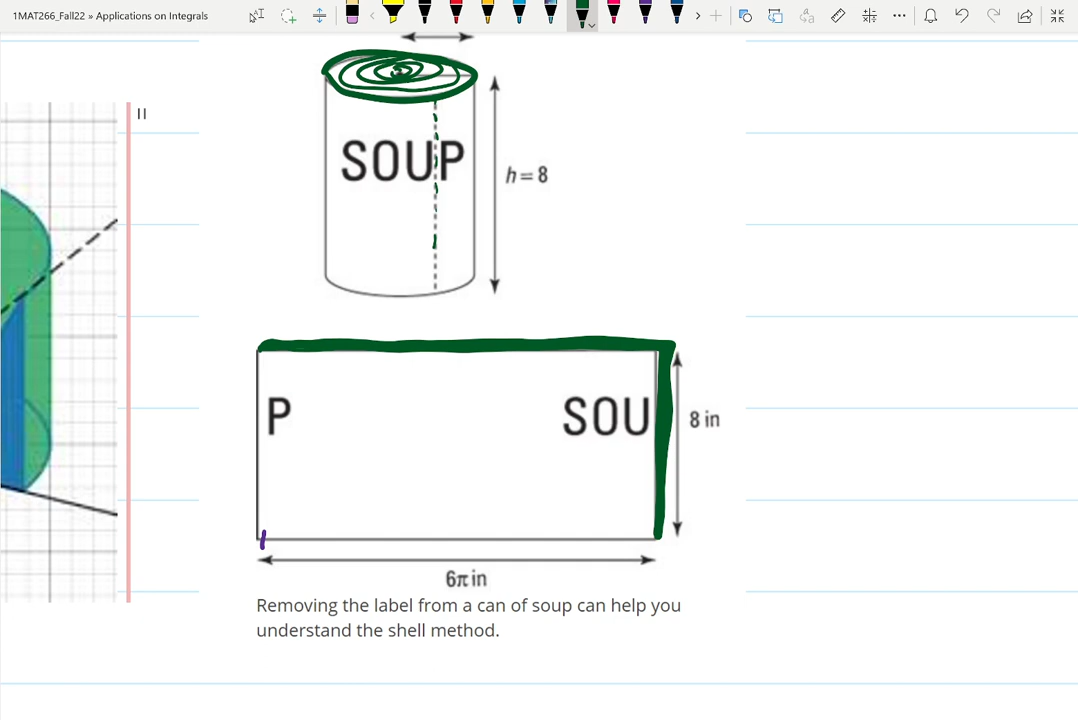 1MAT266_Fall22 » Applications on Integrals
II
SOUP
h = 8
P
SOU
8 in
6π in
Removing the label from a can of soup can help you
understand the shell method.